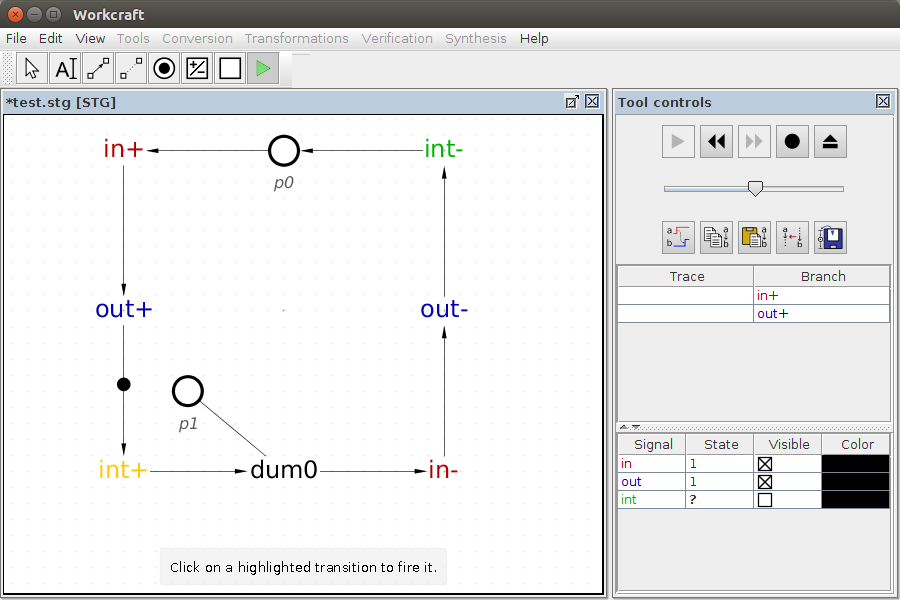 Workcraft
File Edit View Tools Conversion Transformations Verification Synthesis Help
*test.stg [STG]
in+
p0
int-
out+
out-
p1
int+
dum0
in-
Click on a highlighted transition to fire it.
Tool controls
Trace Branch
in+
out+
Signal State Visible Color
in 1
out 1
int ?